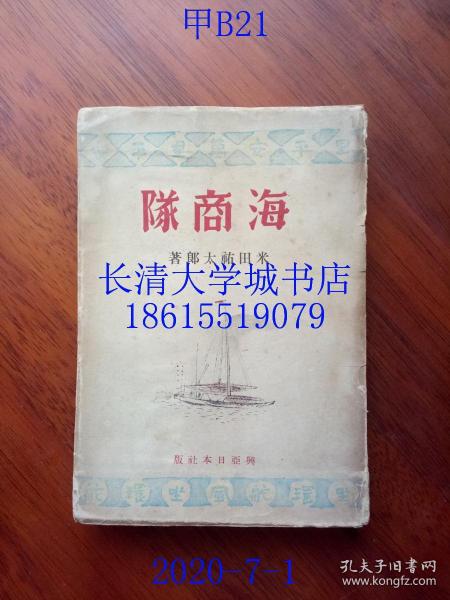 甲B21
海商隊
米田祐太郎著
长清大学城书店
18615519079
興亞日本社版
2020-7-1
孔夫子旧书网
www.kongfz.com